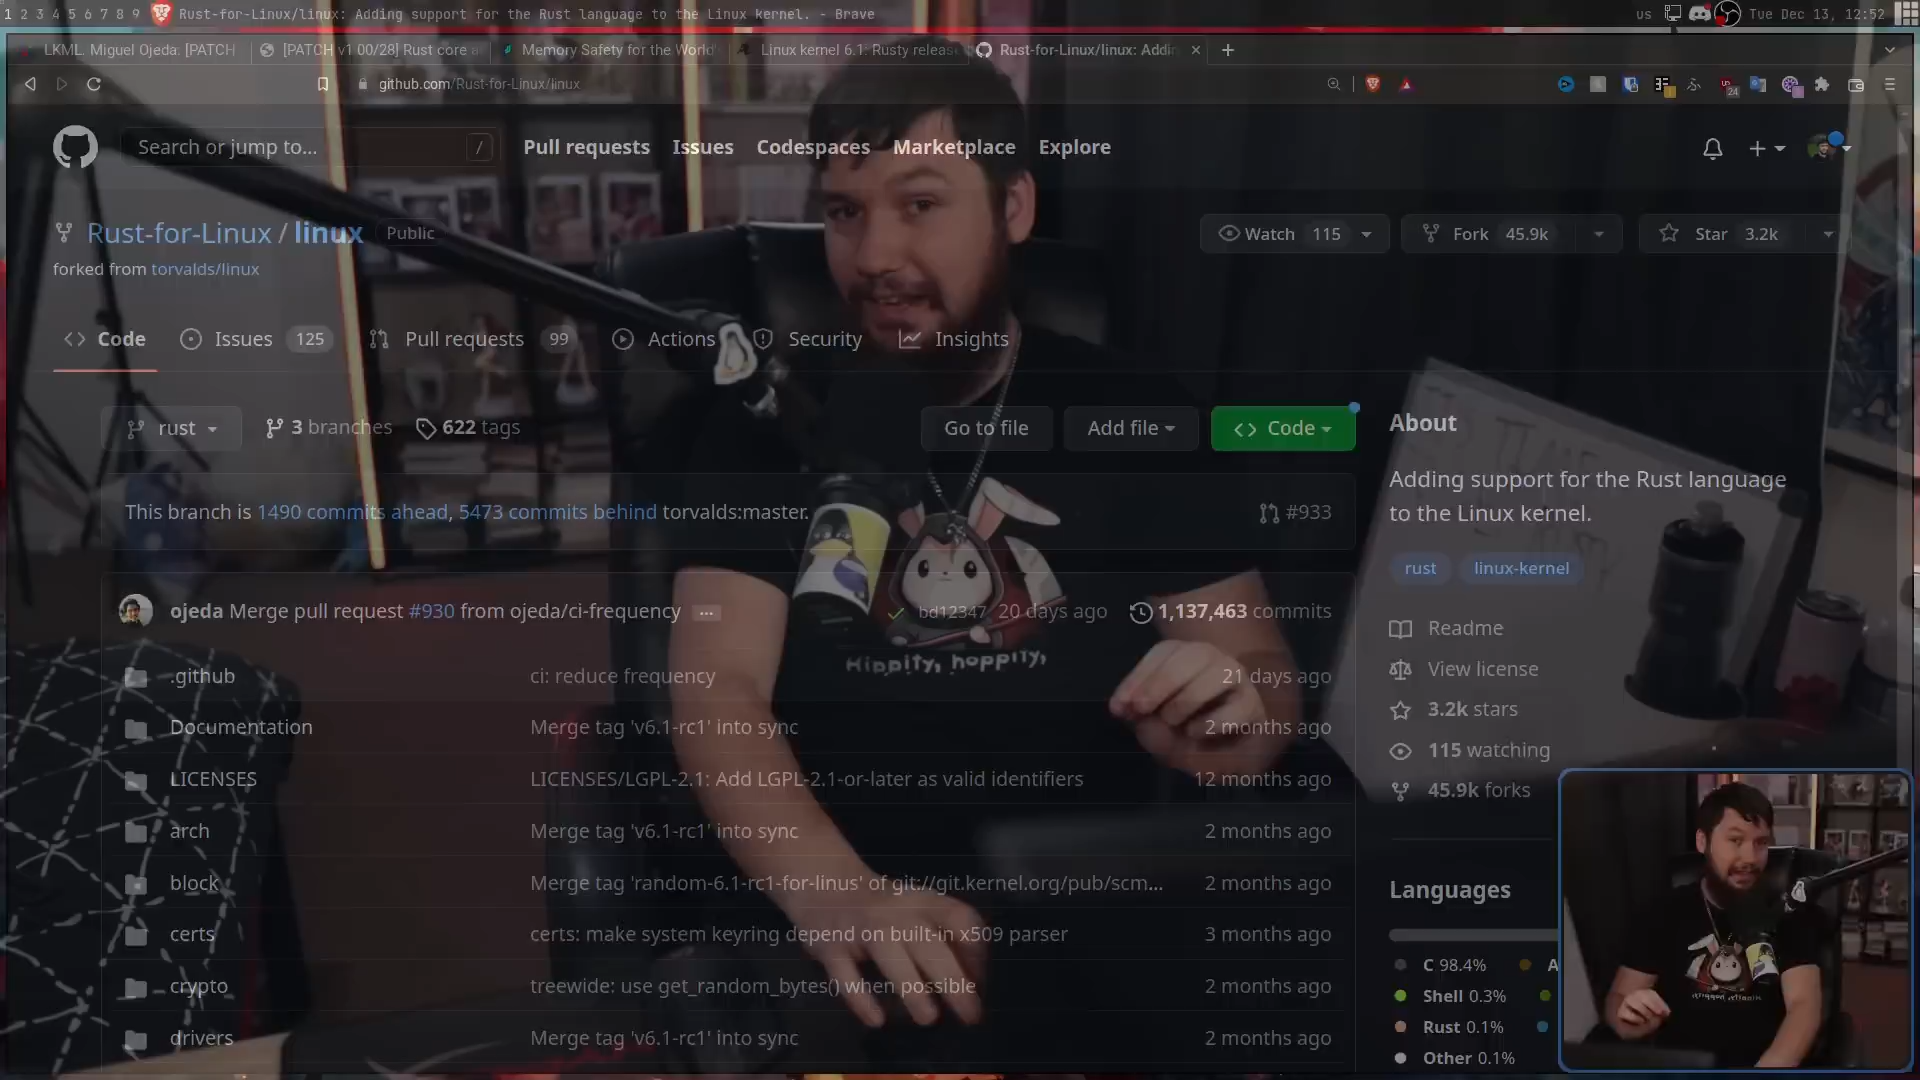 1 2 3 4 5 6 7 8 9 Rust-for-Linux/linux: Adding support for the Rust language to the Linux kernel. - Brave
us Tue Dec 13, 12:52
LKML. Miguel Ojeda: [PATCH
[PATCH v1 00/28] Rust core a
Memory Safety for the World'
Linux kernel 6.1: Rusty releas
Rust-for-Linux/linux: Addin
github.com/Rust-for-Linux/linux
24
Search or jump to...
/
Pull requests Issues Codespaces Marketplace Explore
Rust-for-Linux / linux Public
Watch 115
Fork 45.9k
Star 3.2k
forked from torvalds/linux
Code
Issues 125
Pull requests 99
Actions
Security
Insights
rust
3 branches
622 tags
Go to file
Add file
Code
About
Adding support for the Rust language
to the Linux kernel.
This branch is 1490 commits ahead, 5473 commits behind torvalds:master.
#933
rust linux-kernel
ojeda Merge pull request #930 from ojeda/ci-frequency ... bd12347 20 days ago 1,137,463 commits
Readme
Hippity, hoppity,
.github ci: reduce frequency 21 days ago
View license
3.2k stars
Documentation Merge tag 'v6.1-rc1' into sync 2 months ago
115 watching
LICENSES LICENSES/LGPL-2.1: Add LGPL-2.1-or-later as valid identifiers 12 months ago
45.9k forks
arch Merge tag 'v6.1-rc1' into sync 2 months ago
block Merge tag 'random-6.1-rc1-for-linus' of git://git.kernel.org/pub/scm... 2 months ago
Languages
certs certs: make system keyring depend on built-in x509 parser 3 months ago
C 98.4% A
crypto treewide: use get_random_bytes() when possible 2 months ago
Shell 0.3%
Rust 0.1%
drivers Merge tag 'v6.1-rc1' into sync 2 months ago
Other 0.1%